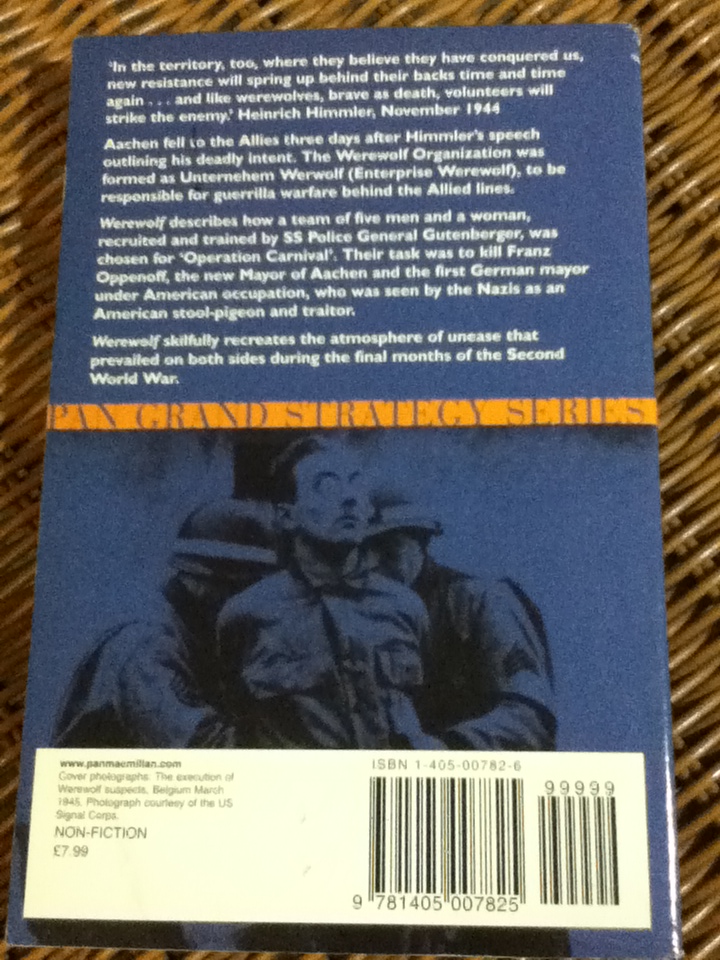 'In the territory, too, where they believe they have conquered us,
new resistance will spring up behind their backs time and time
again . . . and like werewolves, brave as death, volunteers will
strike the enemy.' Heinrich Himmler, November 1944
Aachen fell to the Allies three days after Himmler's speech
outlining his deadly intent. The Werewolf Organization was
formed as Unternehem Werwolf (Enterprise Werewolf), to be
responsible for guerrilla warfare behind the Allied lines.
Werewolf describes how a team of five men and a woman,
recruited and trained by SS Police General Gutenberger, was
chosen for 'Operation Carnival'. Their task was to kill Franz
Oppenoff, the new Mayor of Aachen and the first German mayor
under American occupation, who was seen by the Nazis as an
American stool-pigeon and traitor.
Werewolf skilfully recreates the atmosphere of unease that
prevailed on both sides during the final months of the Second
World War.
PAN GRAND STRATEGY SERIES
www.panmacmillan.com
Cover photographs: The execution of
Werewolf suspects, Belgium March
1945. Photograph courtesy of the US
Signal Corps.
NON-FICTION
£7.99
ISBN 1-405-00782-6
99999
9 781405 007825